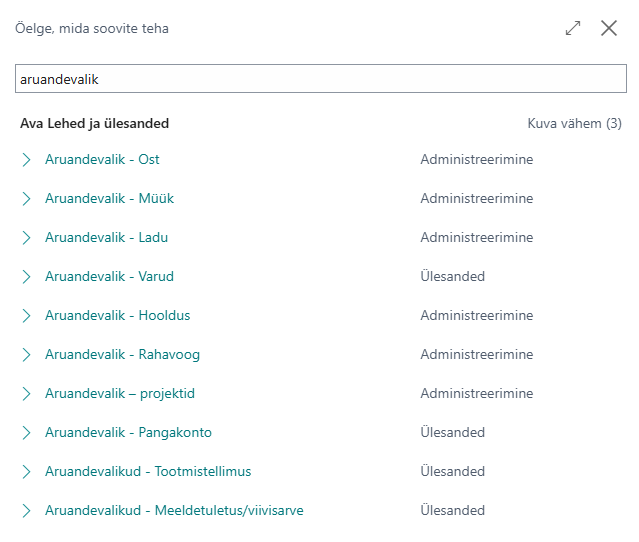 Öelge, mida soovite teha
aruandevalik
Ava Lehed ja ülesanded Kuva vähem (3)
Aruandevalik - Ost Administreerimine
Aruandevalik - Müük Administreerimine
Aruandevalik - Ladu Administreerimine
Aruandevalik - Varud Ülesanded
Aruandevalik - Hooldus Administreerimine
Aruandevalik - Rahavoog Administreerimine
Aruandevalik – projektid Administreerimine
Aruandevalik - Pangakonto Ülesanded
Aruandevalikud - Tootmistellimus Ülesanded
Aruandevalikud - Meeldetuletus/viivisarve Ülesanded